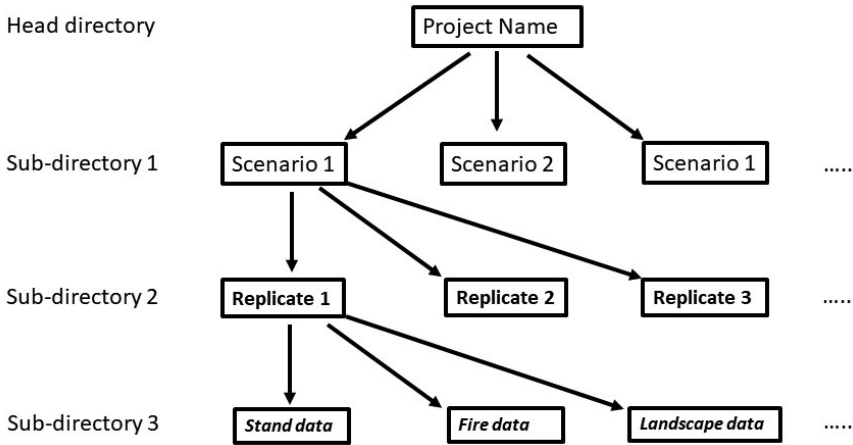 Head directory Project Name
Sub-directory 1 Scenario 1 Scenario 2 Scenario 1 .....
Sub-directory 2 Replicate 1 Replicate 2 Replicate 3 .....
Sub-directory 3 Stand data Fire data Landscape data .....